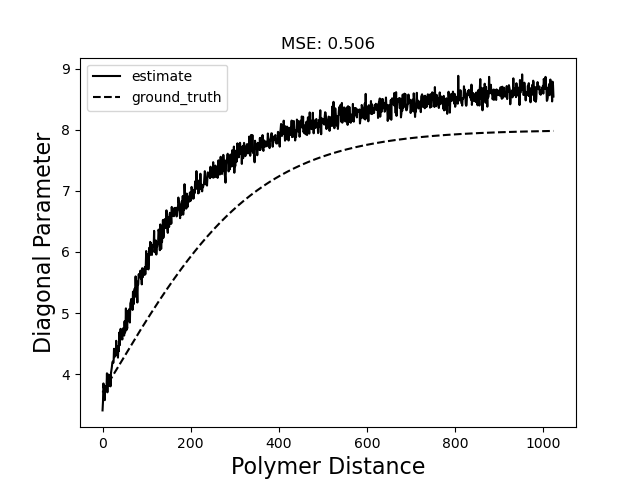 MSE: 0.506
estimate
ground_truth
Diagonal Parameter
9
8
7
6
5
4
0 200 400 600 800 1000
Polymer Distance